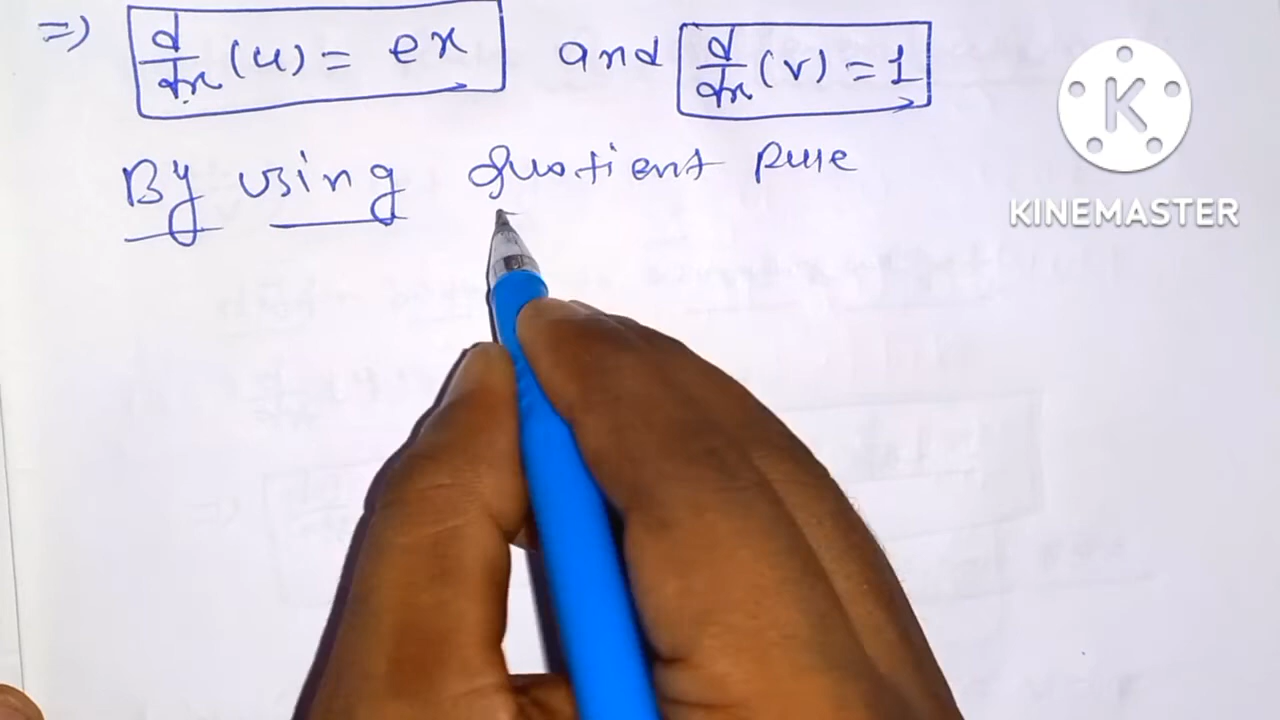 => d/dx (u) = ex and d/dx (v) = 1
By using Quotient Rule
K
KINEMASTER